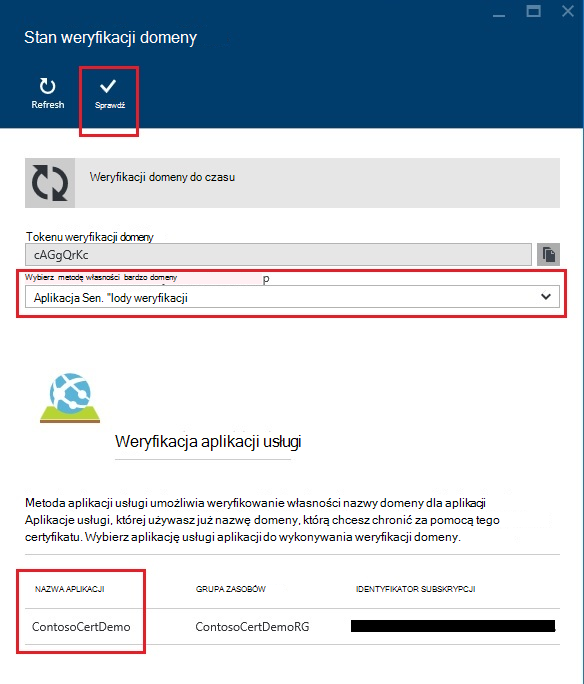 Stan weryfikacji domeny
Refresh
Sprawdź
Weryfikacji domeny do czasu
Tokenu weryfikacji domeny
cAGgQrKc
Wybierz metodę własności bardzo domeny p
Aplikacja Sen. "lody weryfikacji
Weryfikacja aplikacji usługi
Metoda aplikacji usługi umożliwia weryfikowanie własności nazwy domeny dla aplikacji
Aplikacje usługi, której używasz już nazwę domeny, którą chcesz chronić za pomocą tego
certyfikatu. Wybierz aplikację usługi aplikacji do wykonywania weryfikacji domeny.
NAZWA APLIKACJI GRUPA ZASOBÓW IDENTYFIKATOR SUBSKRYPCJI
ContosoCertDemo ContosoCertDemoRG